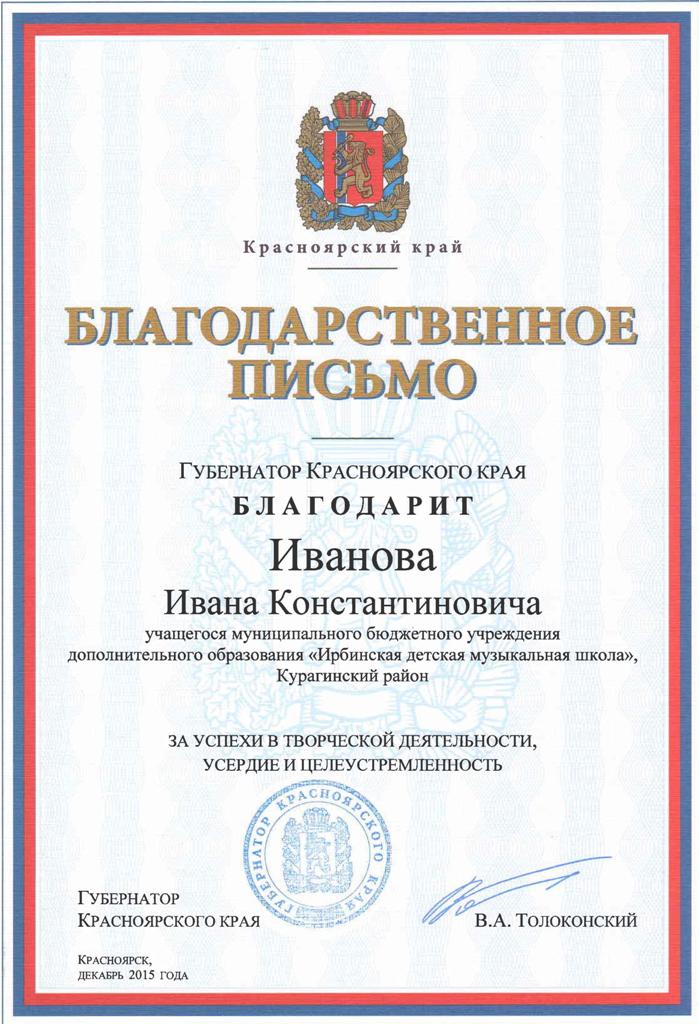 Красноярский край
БЛАГОДАРСТВЕННОЕ
ПИСЬМО
ГУБЕРНАТОР КРАСНОЯРСКОГО КРАЯ
БЛАГОДАРИТ
Иванова
Ивана Константиновича
учащегося муниципального бюджетного учреждения
дополнительного образования «Ирбинская детская музыкальная школа»,
Курагинский район
ЗА УСПЕХИ В ТВОРЧЕСКОЙ ДЕЯТЕЛЬНОСТИ,
УСЕРДИЕ И ЦЕЛЕУСТРЕМЛЕННОСТЬ
ГУБЕРНАТОР КРАСНОЯРСКОГО КРАЯ
ГУБЕРНАТОР
КРАСНОЯРСКОГО КРАЯ
В.А. ТОЛОКОНСКИЙ
КРАСНОЯРСК,
ДЕКАБРЬ 2015 ГОДА